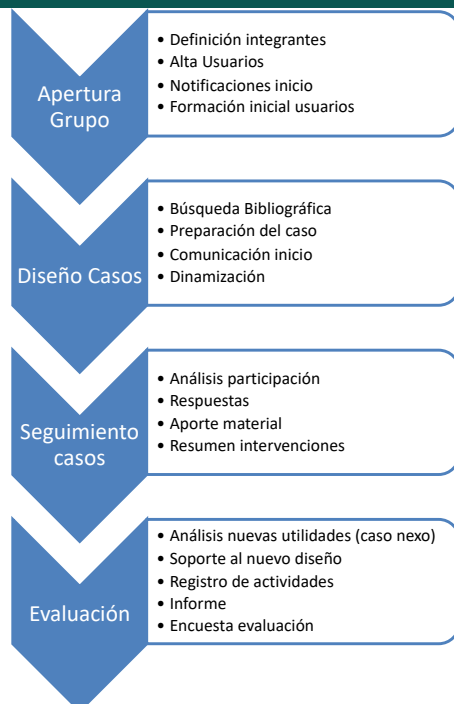 Apertura
Grupo
• Definición integrantes
• Alta Usuarios
• Notificaciones inicio
• Formación inicial usuarios
Diseño Casos
• Búsqueda Bibliográfica
• Preparación del caso
• Comunicación inicio
• Dinamización
Seguimiento
casos
• Análisis participación
• Respuestas
• Aporte material
• Resumen intervenciones
Evaluación
• Análisis nuevas utilidades (caso nexo)
• Soporte al nuevo diseño
• Registro de actividades
• Informe
• Encuesta evaluación